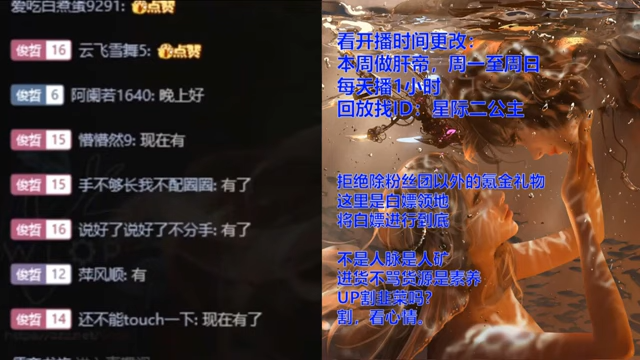 爱吃白煮蛋9291: 👍点赞
俊哲 16 云飞雪舞5: 👍点赞
俊哲 6 阿阑若1640: 晚上好
俊哲 15 懵懵然9: 现在有
俊哲 15 手不够长我不配圆圆: 有了
俊哲 16 说好了说好了不分手: 有了
俊哲 12 萍风顺: 有
俊哲 14 还不能touch一下: 现在有了
看开播时间更改：
本周做肝帝，周一至周日
每天播1小时
回放找ID：星际二公主
拒绝除粉丝团以外的氪金礼物
这里是白嫖领地
将白嫖进行到底
不是人脉是人矿
进货不骂货源是素养
UP割韭菜吗？
割，看心情。